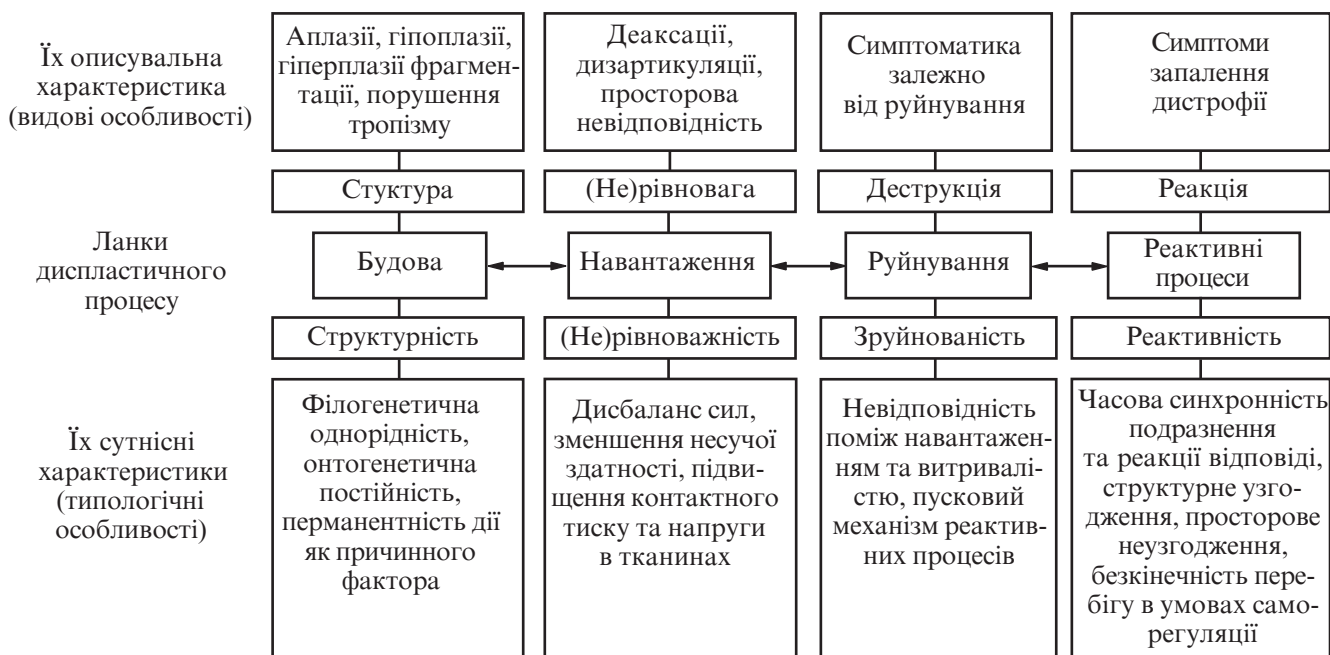 Їх описувальна
характеристика
(видові особливості)
Аплазії, гіпоплазії,
гіперплазії фрагмен-
тації, порушення
тропізму
Деаксації,
дизартикуляції,
просторова
невідповідність
Симптоматика
залежно
від руйнування
Симптоми
запалення
дистрофії
Стуктура
(Не)рівновага
Деструкція
Реакція
Ланки
диспластичного
процесу
Будова
Навантаження
Руйнування
Реактивні
процеси
Структурність
(Не)рівноважність
Зруйнованість
Реактивність
Їх сутнісні
характеристики
(типологічні
особливості)
Філогенетична
однорідність,
онтогенетична
постійність,
перманентність дії
як причинного
фактора
Дисбаланс сил,
зменшення несучої
здатності, підви-
щення контактного
тиску та напруги
в тканинах
Невідповідність
поміж навантажен-
ням та витривалі-
стю, пусковий
механізм реактив-
них процесів
Часова синхронність
подразнення
та реакції відповіді,
структурне узго-
дження, просторове
неузгодження,
безкінечність пере-
бігу в умовах само-
регуляції